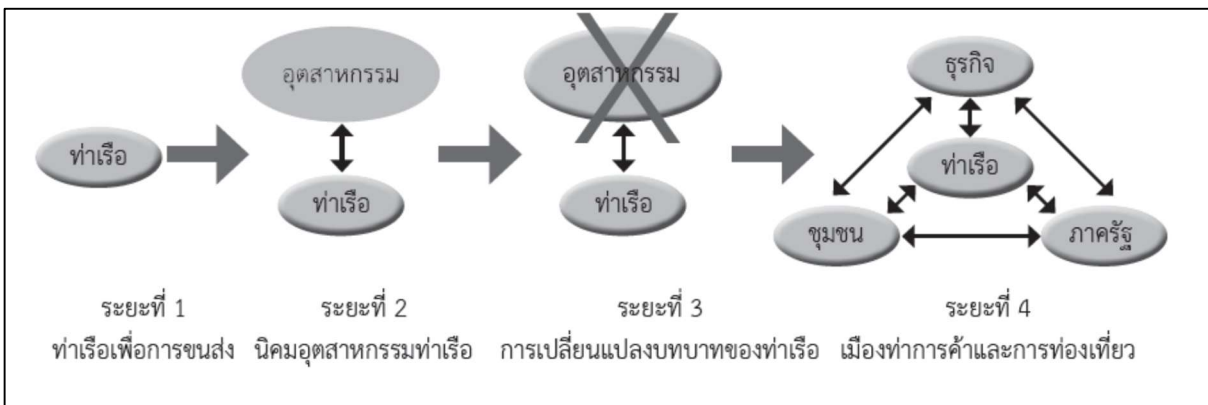 ท่าเรือ
อุตสาหกรรม
ท่าเรือ
อุตสาหกรรม
ท่าเรือ
ธุรกิจ
ท่าเรือ
ชุมชน
ภาครัฐ
ระยะที่ 1
ท่าเรือเพื่อการขนส่ง
ระยะที่ 2
นิคมอุตสาหกรรมท่าเรือ
ระยะที่ 3
การเปลี่ยนแปลงบทบาทของท่าเรือ
ระยะที่ 4
เมืองท่าการค้าและการท่องเที่ยว